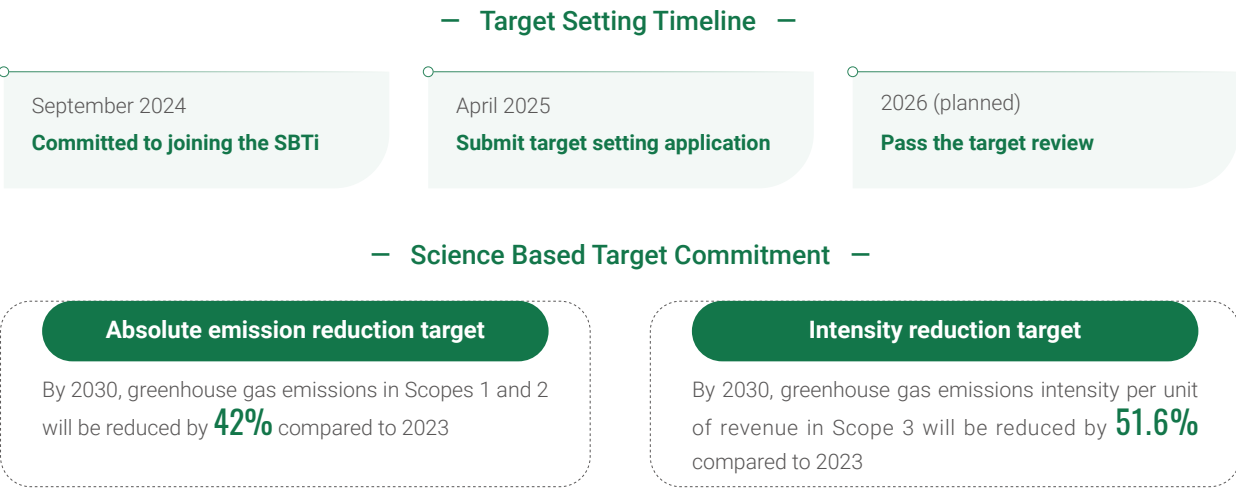 — Target Setting Timeline —
September 2024
Committed to joining the SBTi
April 2025
Submit target setting application
2026 (planned)
Pass the target review
— Science Based Target Commitment —
Absolute emission reduction target
By 2030, greenhouse gas emissions in Scopes 1 and 2
will be reduced by 42% compared to 2023
Intensity reduction target
By 2030, greenhouse gas emissions intensity per unit
of revenue in Scope 3 will be reduced by 51.6%
compared to 2023